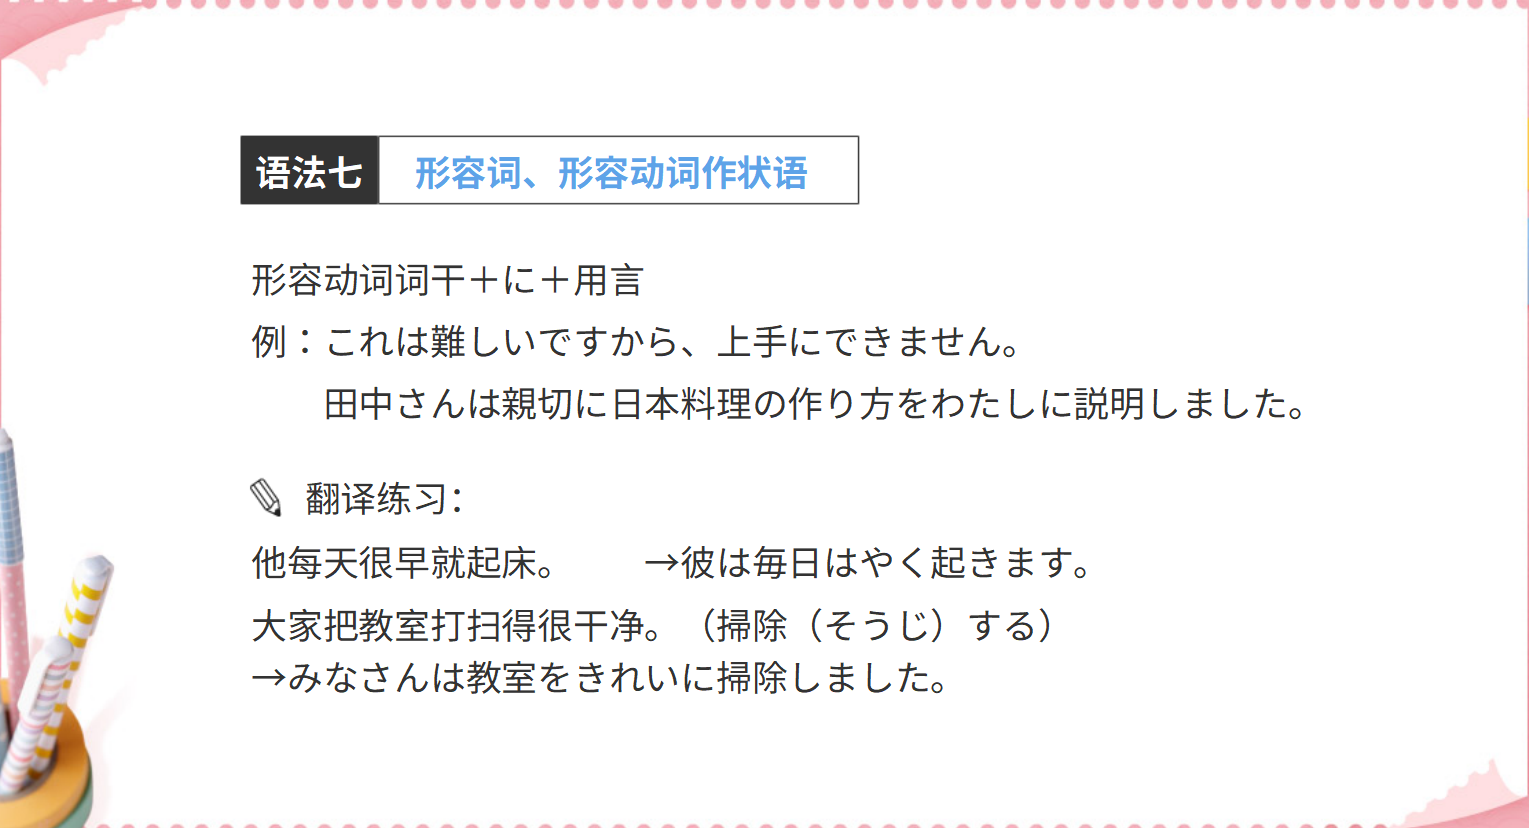 语法七 形容词、形容动词作状语
形容动词词干＋に＋用言
例：これは難しいですから、上手にできません。
田中さんは親切に日本料理の作り方をわたしに説明しました。
翻译练习：
他每天很早就起床。 →彼は毎日はやく起きます。
大家把教室打扫得很干净。（掃除（そうじ）する）
→みなさんは教室をきれいに掃除しました。